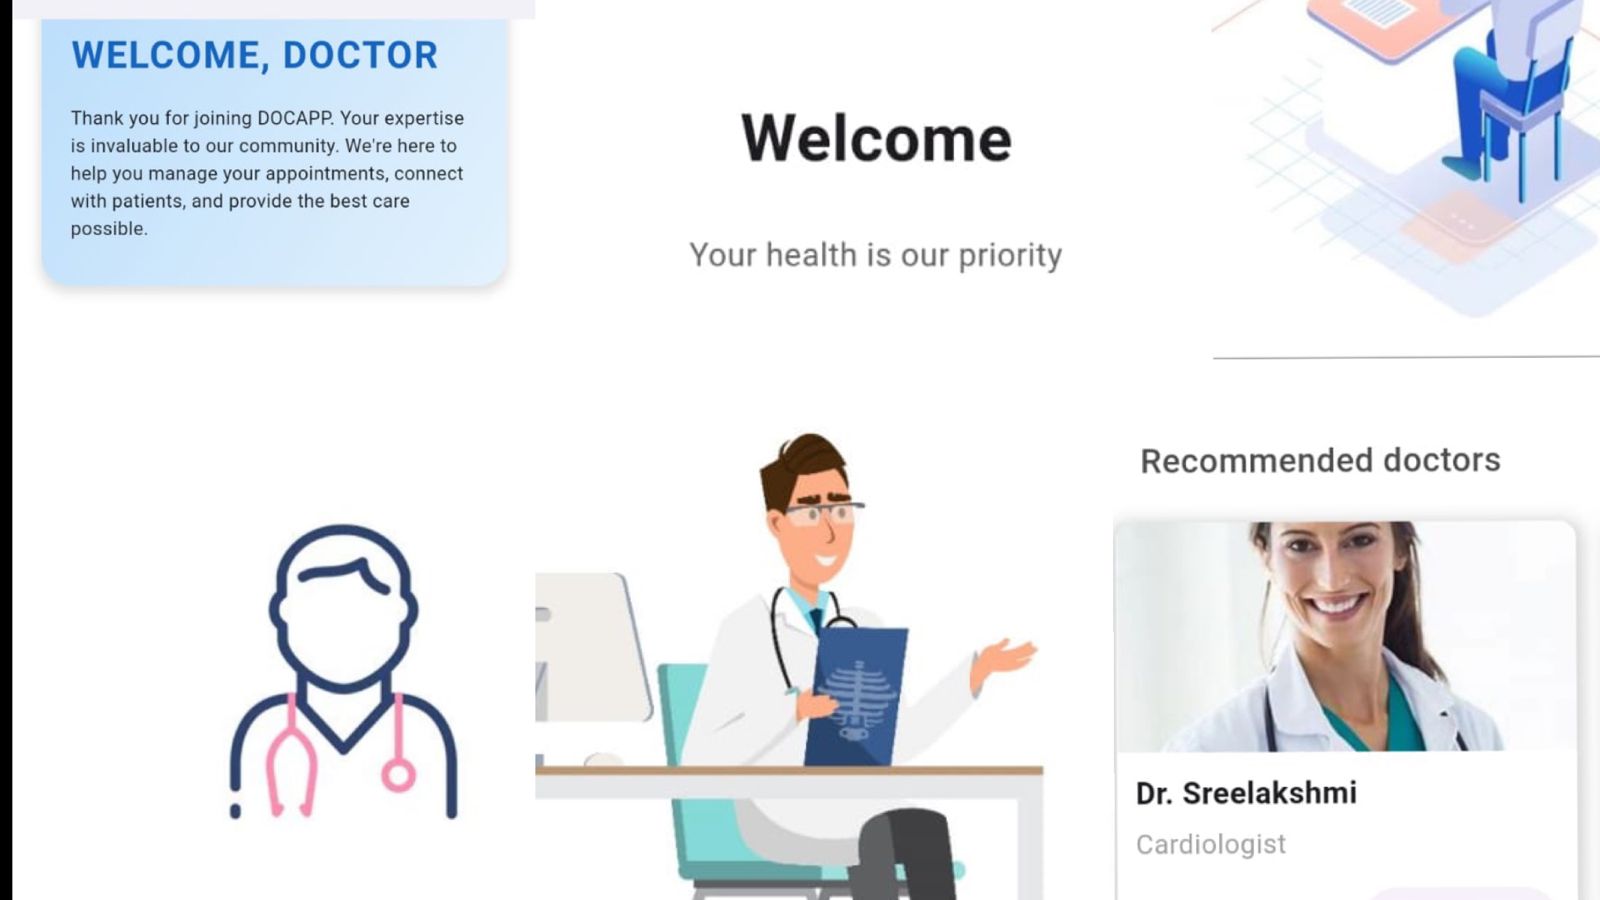 WELCOME, DOCTOR
Thank you for joining DOCAPP. Your expertise
is invaluable to our community. We're here to
help you manage your appointments, connect
with patients, and provide the best care
possible.
Welcome
Your health is our priority
Recommended doctors
Dr. Sreelakshmi
Cardiologist